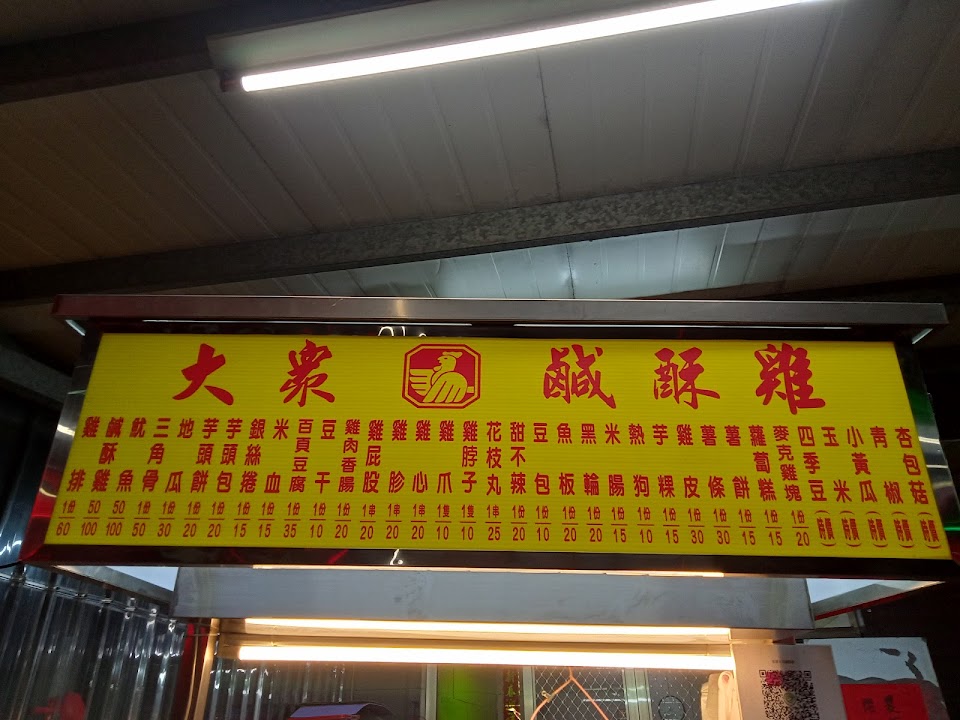 大眾 鹹酥雞
雞排 1份 60
鹹酥雞 50 100
魷魚 50 100
三角骨 1份 50
地瓜 1份 30
芋頭餅 1份 20
芋頭包 1份 20
銀絲捲 1份 15
米血 1份 15
百頁豆腐 1份 35
豆干 1份 10
雞肉香腸 1份 20
雞屁股 1串 20
雞胗 1串 20
雞心 1串 20
雞爪 1隻 10
雞脖子 1隻 10
花枝丸 1串 25
甜不辣 1份 20
豆包 1份 10
魚板 1份 20
黑輪 1份 20
米腸 1份 15
熱狗 1份 10
芋粿 1份 15
雞皮 1份 30
薯條 1份 30
薯餅 1份 15
蘿蔔糕 1份 15
麥克雞塊 1份 20
四季豆 (時價)
玉米 (時價)
小黃瓜 (時價)
青椒 (時價)
杏包菇 (時價)